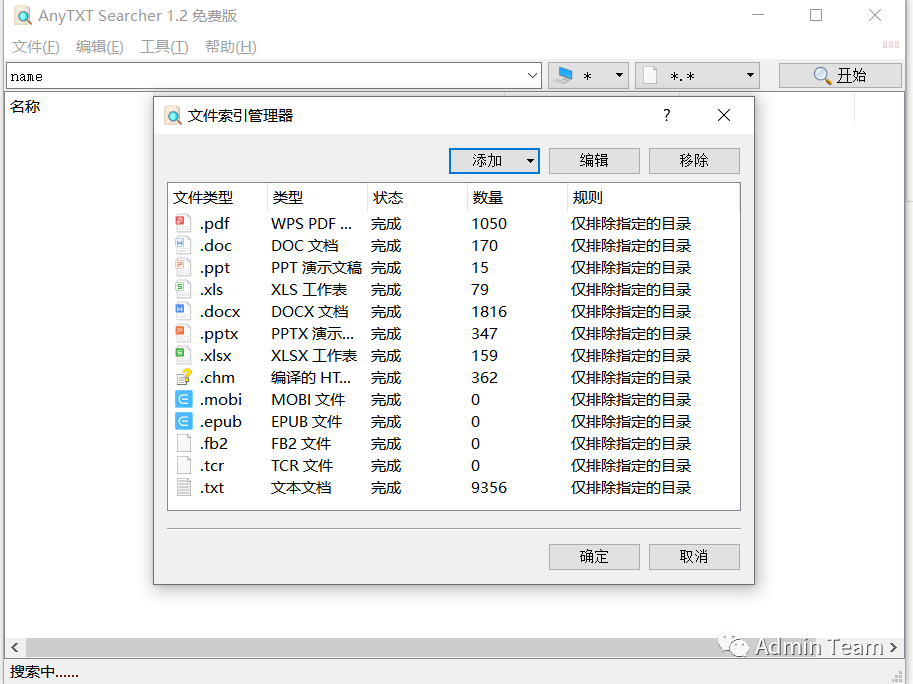 AnyTXT Searcher 1.2 免费版
文件(F) 编辑(E) 工具(T) 帮助(H)
name * *.* 开始
名称
文件索引管理器 ?
添加 编辑 移除
文件类型 类型 状态 数量 规则
.pdf WPS PDF ... 完成 1050 仅排除指定的目录
.doc DOC 文档 完成 170 仅排除指定的目录
.ppt PPT 演示文稿 完成 15 仅排除指定的目录
.xls XLS 工作表 完成 79 仅排除指定的目录
.docx DOCX 文档 完成 1816 仅排除指定的目录
.pptx PPTX 演示... 完成 347 仅排除指定的目录
.xlsx XLSX 工作表 完成 159 仅排除指定的目录
.chm 编译的 HT... 完成 362 仅排除指定的目录
.mobi MOBI 文件 完成 0 仅排除指定的目录
.epub EPUB 文件 完成 0 仅排除指定的目录
.fb2 FB2 文件 完成 0 仅排除指定的目录
.tcr TCR 文件 完成 0 仅排除指定的目录
.txt 文本文档 完成 9356 仅排除指定的目录
确定 取消
Admin Team
搜索中......